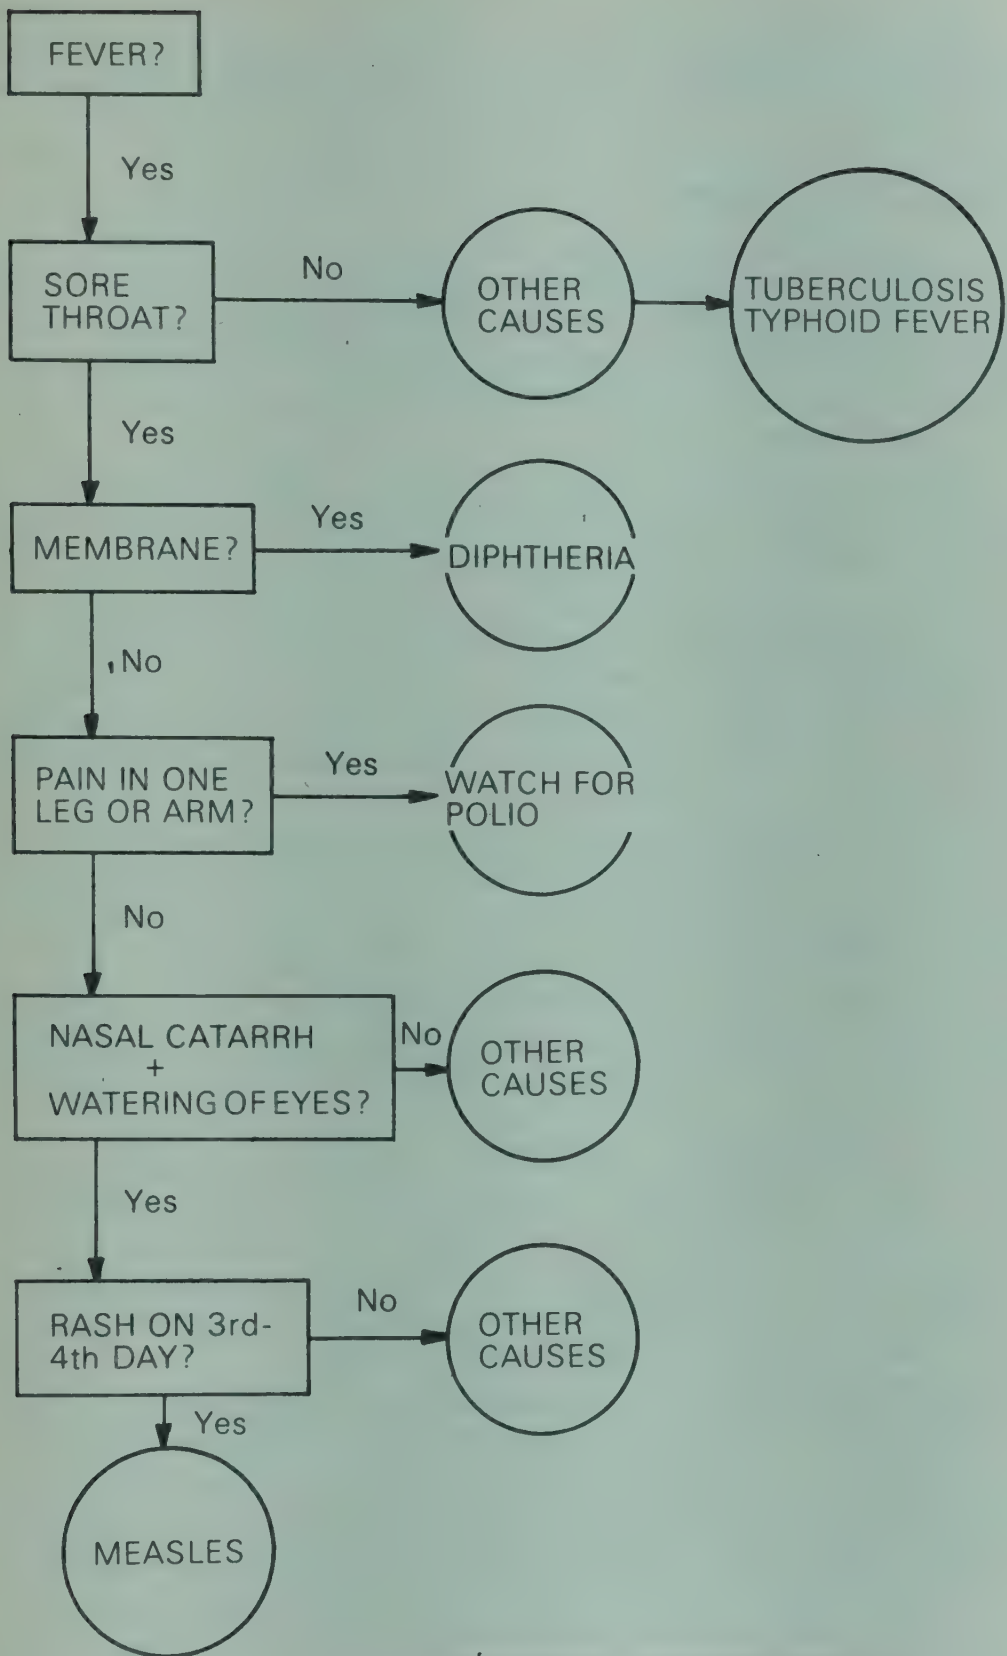 FEVER?
Yes
SORE
THROAT?
No
OTHER
CAUSES
TUBERCULOSIS
TYPHOID FEVER
Yes
MEMBRANE?
Yes
DIPHTHERIA
No
PAIN IN ONE
LEG OR ARM?
Yes
WATCH FOR
POLIO
No
NASAL CATARRH
+
WATERING OF EYES?
No
OTHER
CAUSES
Yes
RASH ON 3rd-
4th DAY?
No
OTHER
CAUSES
Yes
MEASLES